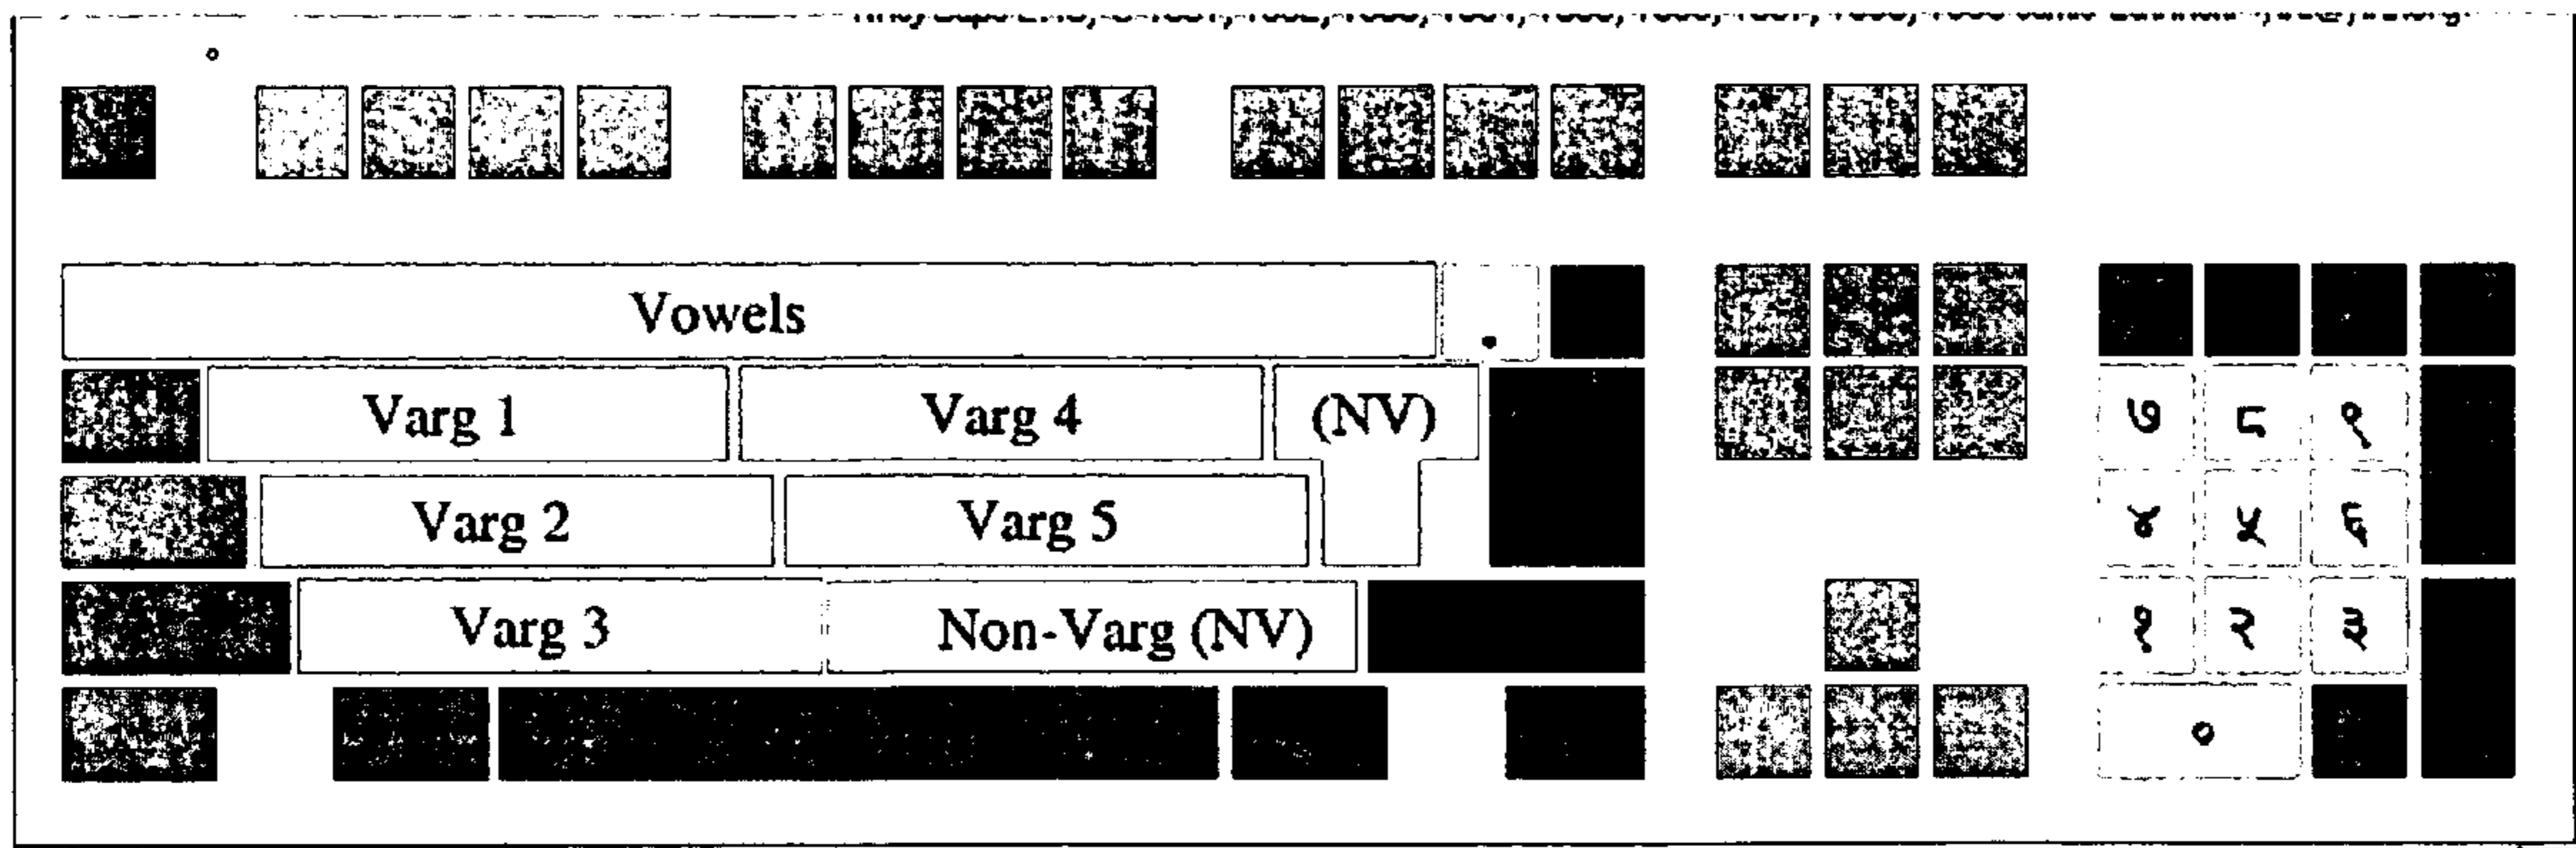 Vowels .
Varg 1 Varg 4 (NV) ७ ८ ९
Varg 2 Varg 5 ४ ५ ६
Varg 3 Non-Varg (NV) १ २ ३
०